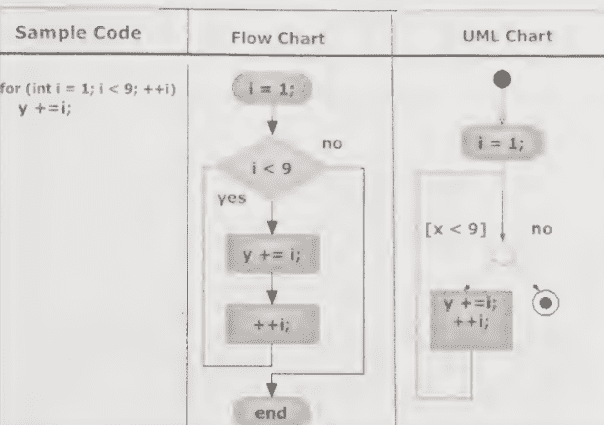 Sample Code
Flow Chart
UML Chart
for (int i = 1; i < 9; ++i)
y +=i;
i = 1;
no
i < 9
yes
y += i;
++i;
end
i = 1;
[x < 9]
no
y +=i;
++i;